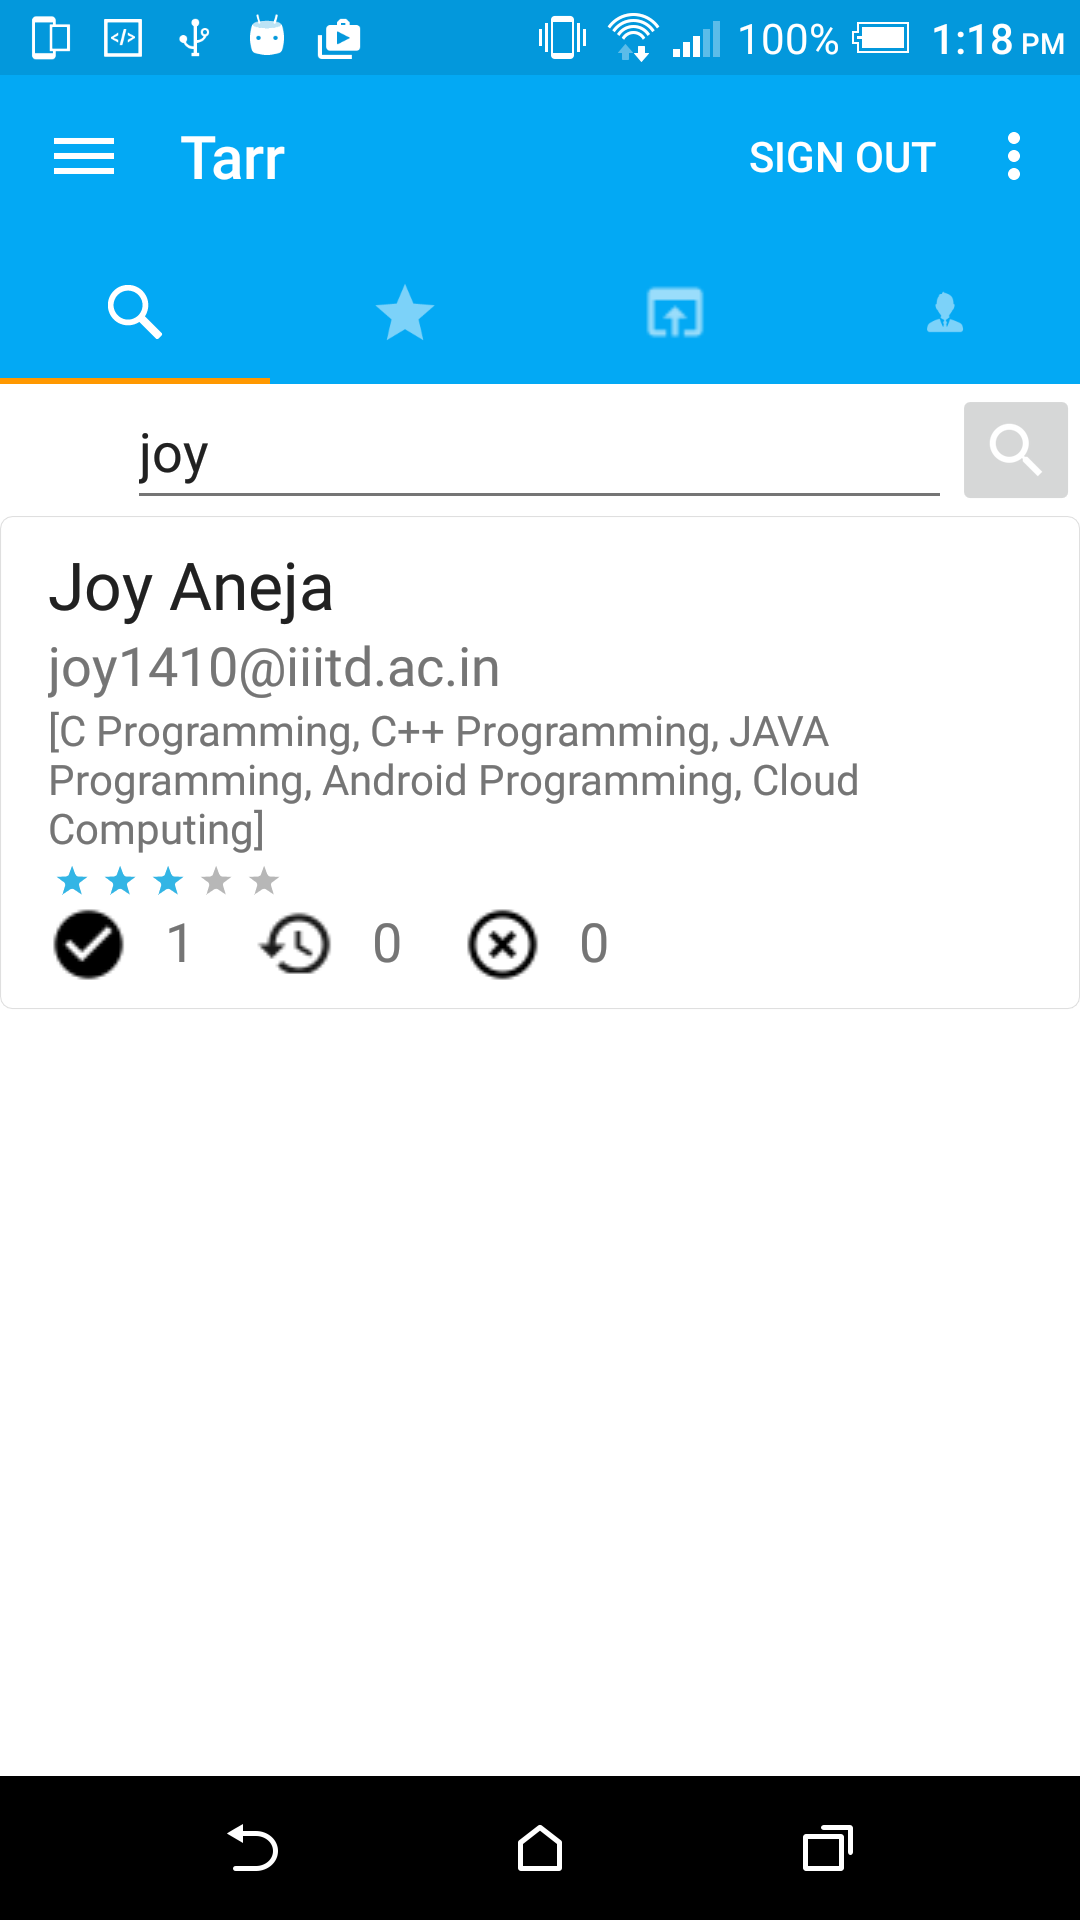 100% 1:18 PM
Tarr SIGN OUT
joy
Joy Aneja
joy1410@iiitd.ac.in
[C Programming, C++ Programming, JAVA
Programming, Android Programming, Cloud
Computing]
1 0 0